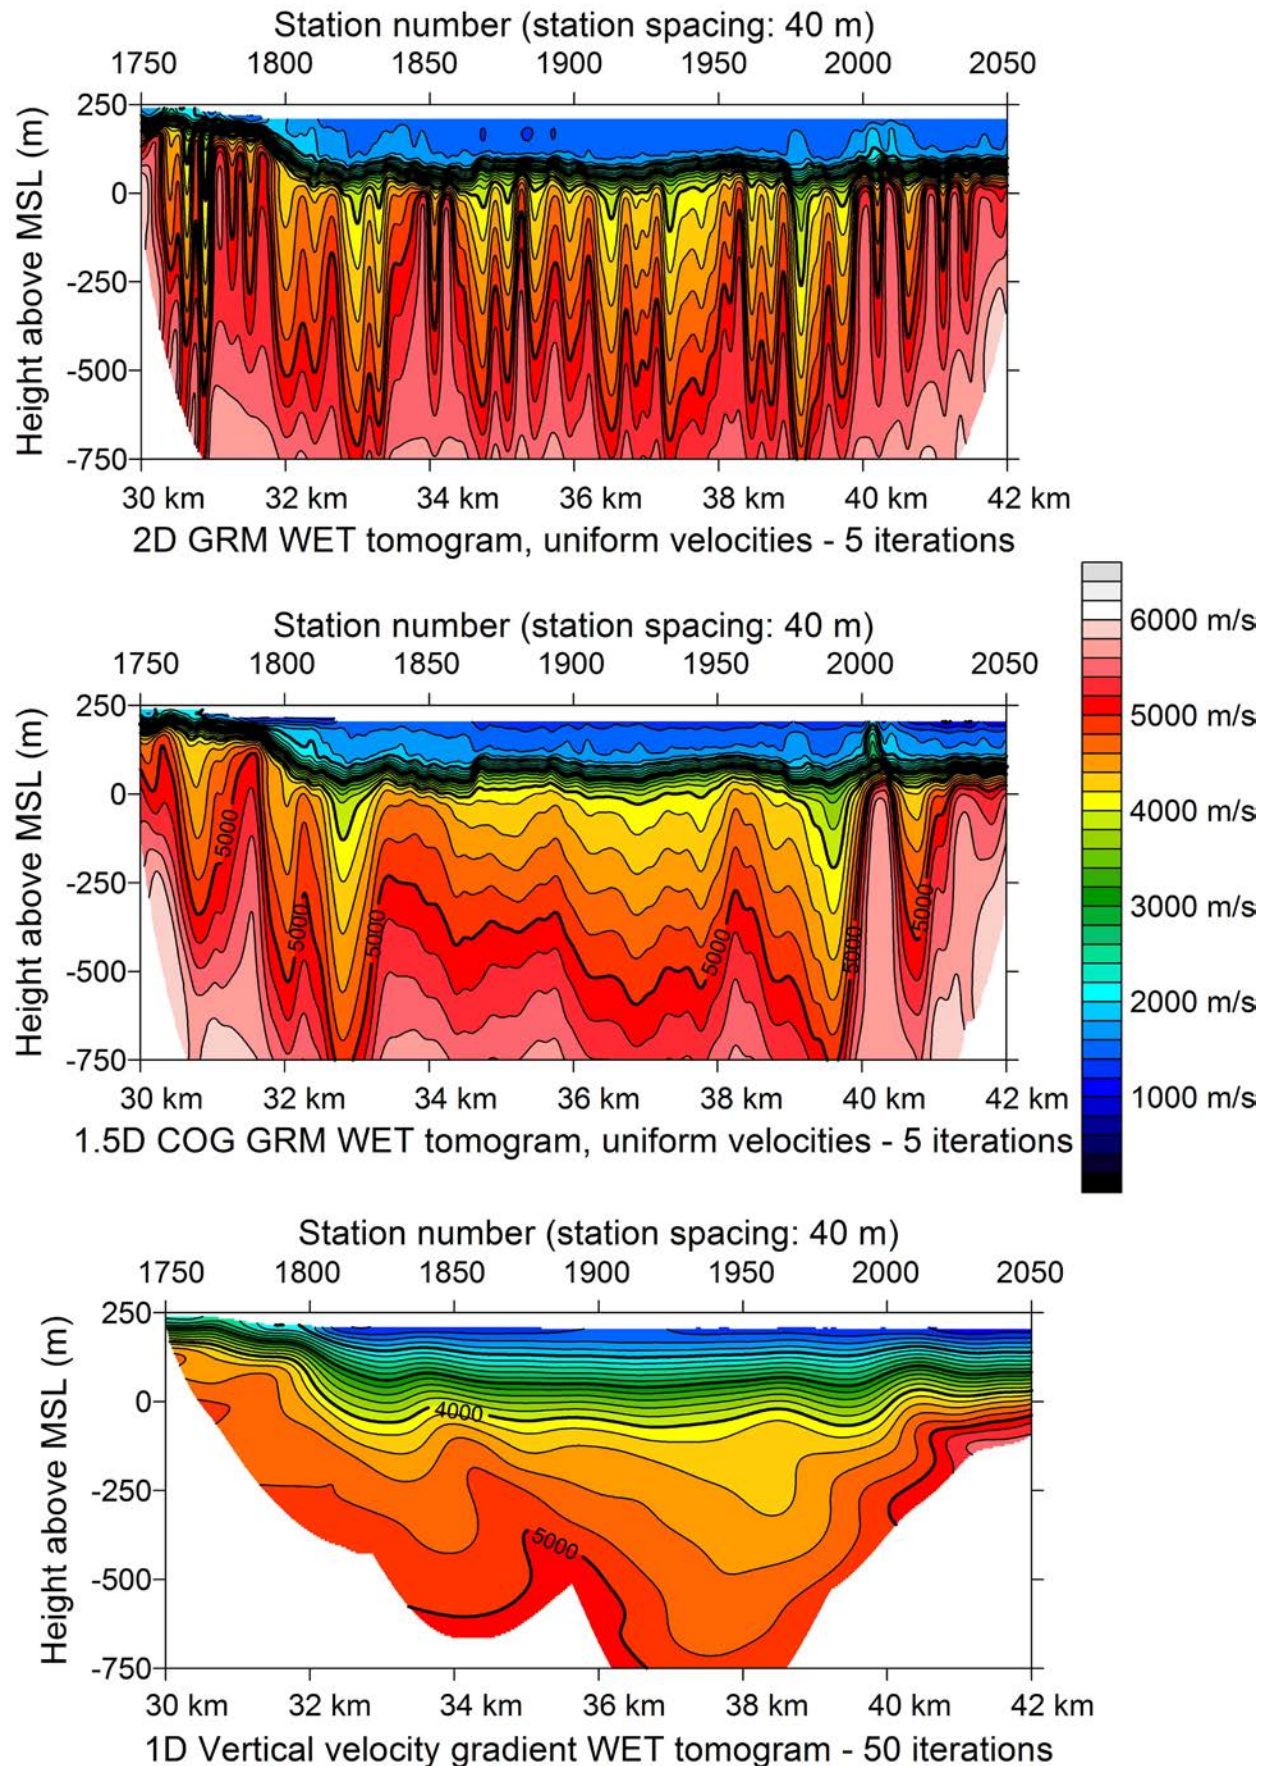 Station number (station spacing: 40 m)
1750 1800 1850 1900 1950 2000 2050
Height above MSL (m)
250
0
-250
-500
-750
30 km 32 km 34 km 36 km 38 km 40 km 42 km
2D GRM WET tomogram, uniform velocities - 5 iterations
Station number (station spacing: 40 m)
1750 1800 1850 1900 1950 2000 2050
Height above MSL (m)
250
0
-250
-500
-750
5000
5000
5000
5000
5000
5000
30 km 32 km 34 km 36 km 38 km 40 km 42 km
1.5D COG GRM WET tomogram, uniform velocities - 5 iterations
6000 m/s
5000 m/s
4000 m/s
3000 m/s
2000 m/s
1000 m/s
Station number (station spacing: 40 m)
1750 1800 1850 1900 1950 2000 2050
Height above MSL (m)
250
0
-250
-500
-750
4000
5000
30 km 32 km 34 km 36 km 38 km 40 km 42 km
1D Vertical velocity gradient WET tomogram - 50 iterations